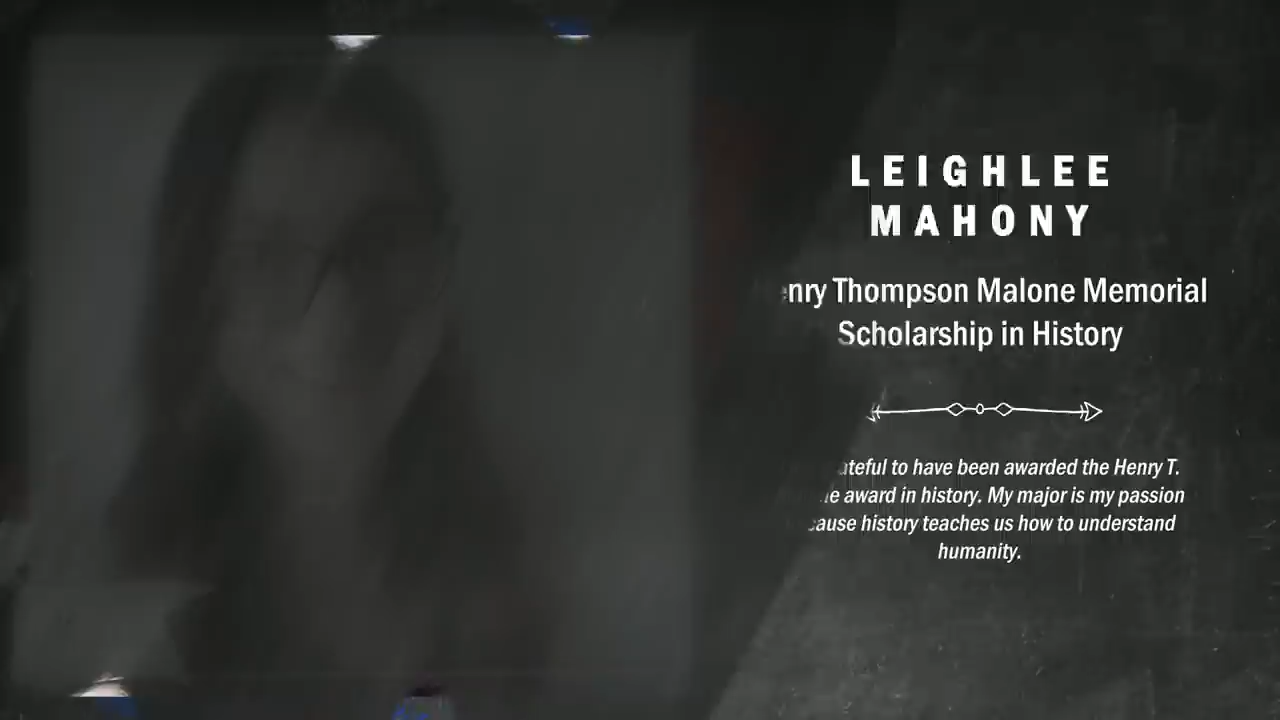 LEIGHLEE
MAHONY
nry Thompson Malone Memorial
Scholarship in History
ateful to have been awarded the Henry T.
e award in history. My major is my passion
ause history teaches us how to understand
humanity.